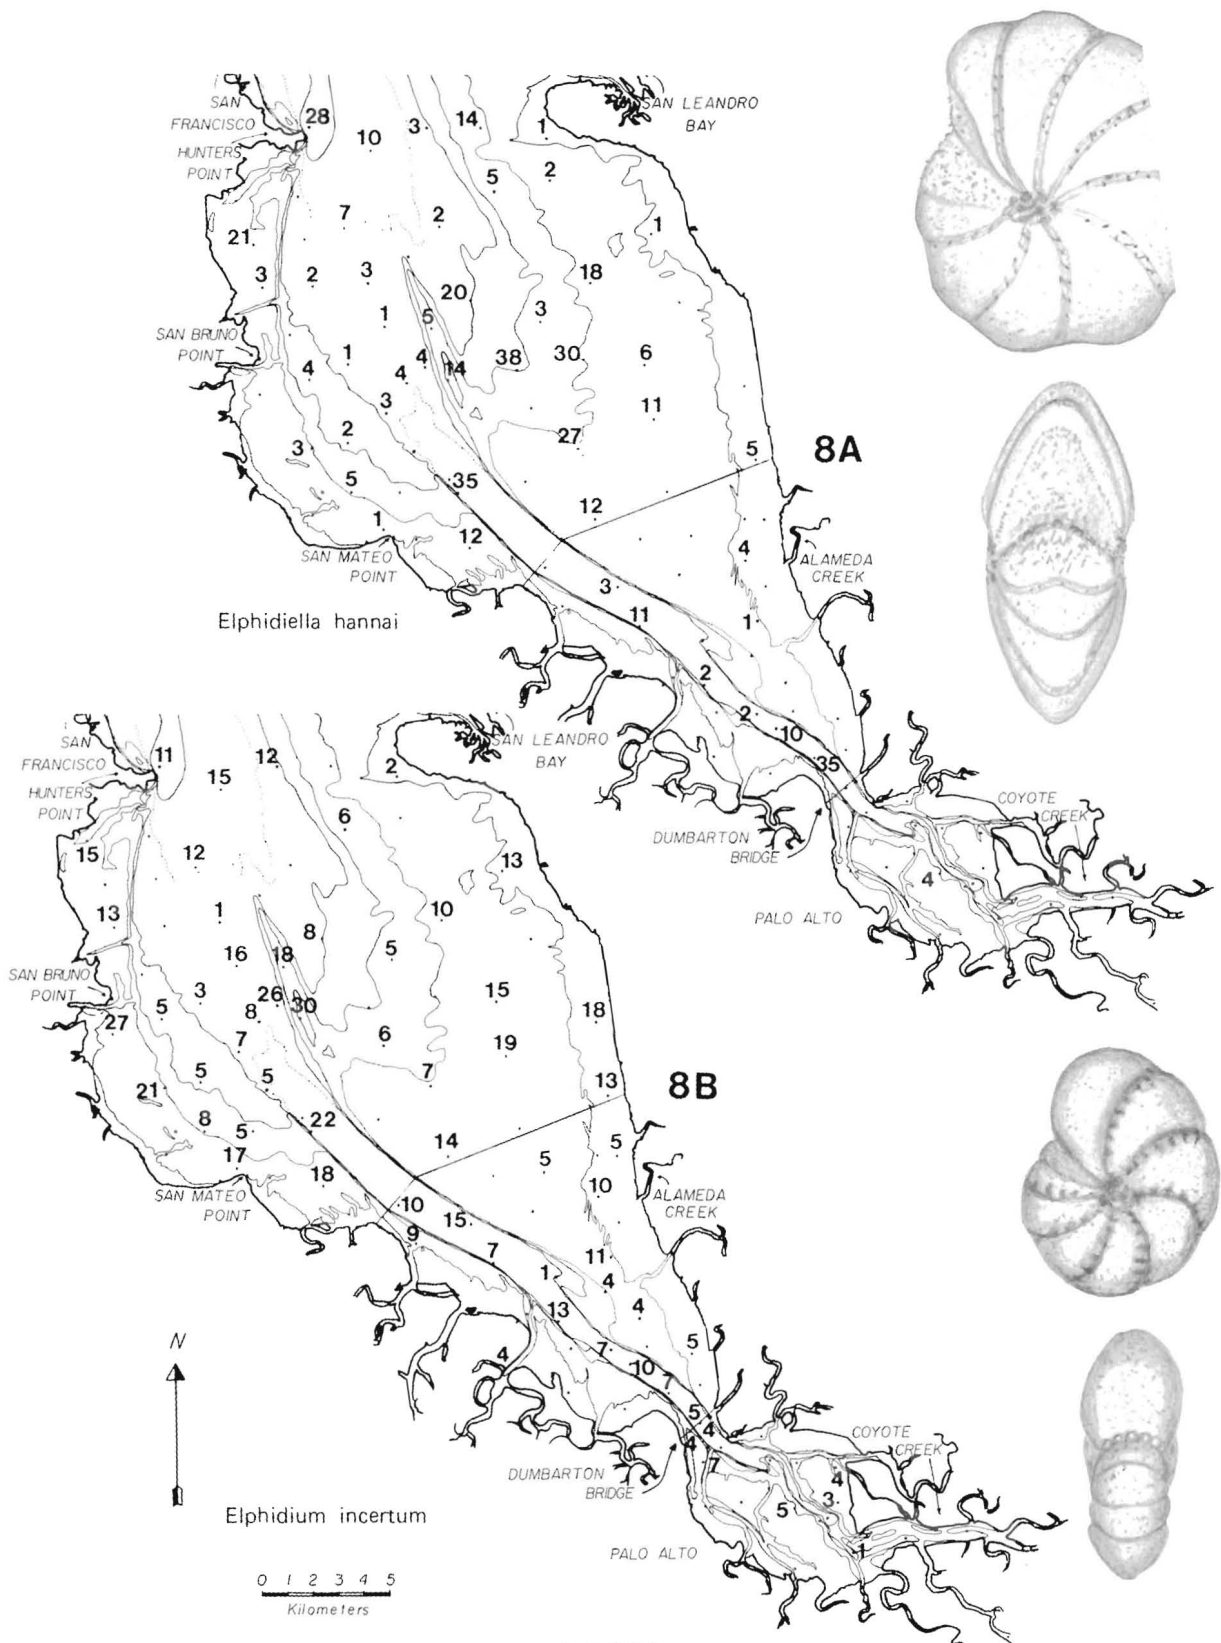 SAN
FRANCISCO
HUNTERS
POINT
SAN LEANDRO
BAY
28
10
3
14
1
2
5
7
2
1
21
3
2
3
20
18
5
3
1
SAN BRUNO
POINT
4
1
4
4
14
38
30
6
3
11
2
27
3
5
8A
35
5
12
1
12
4
SAN MATEO
POINT
ALAMEDA
CREEK
3
11
1
Elphidiella hannai
2
2
10
35
COYOTE
CREEK
DUMBARTON
BRIDGE
4
PALO ALTO
SAN
FRANCISCO
HUNTERS
POINT
SAN LEANDRO
BAY
11
15
12
2
6
15
12
13
13
1
10
8
5
16
18
SAN BRUNO
POINT
3
26
30
15
5
8
18
27
7
6
19
5
5
7
13
8B
21
8
5
22
17
14
5
5
18
10
SAN MATEO
POINT
ALAMEDA
CREEK
10
15
9
7
11
1
4
4
13
5
7
N
4
10
7
5
4
COYOTE
CREEK
4
7
4
DUMBARTON
BRIDGE
3
5
Elphidium incertum
1
PALO ALTO
0 1 2 3 4 5
Kilometers